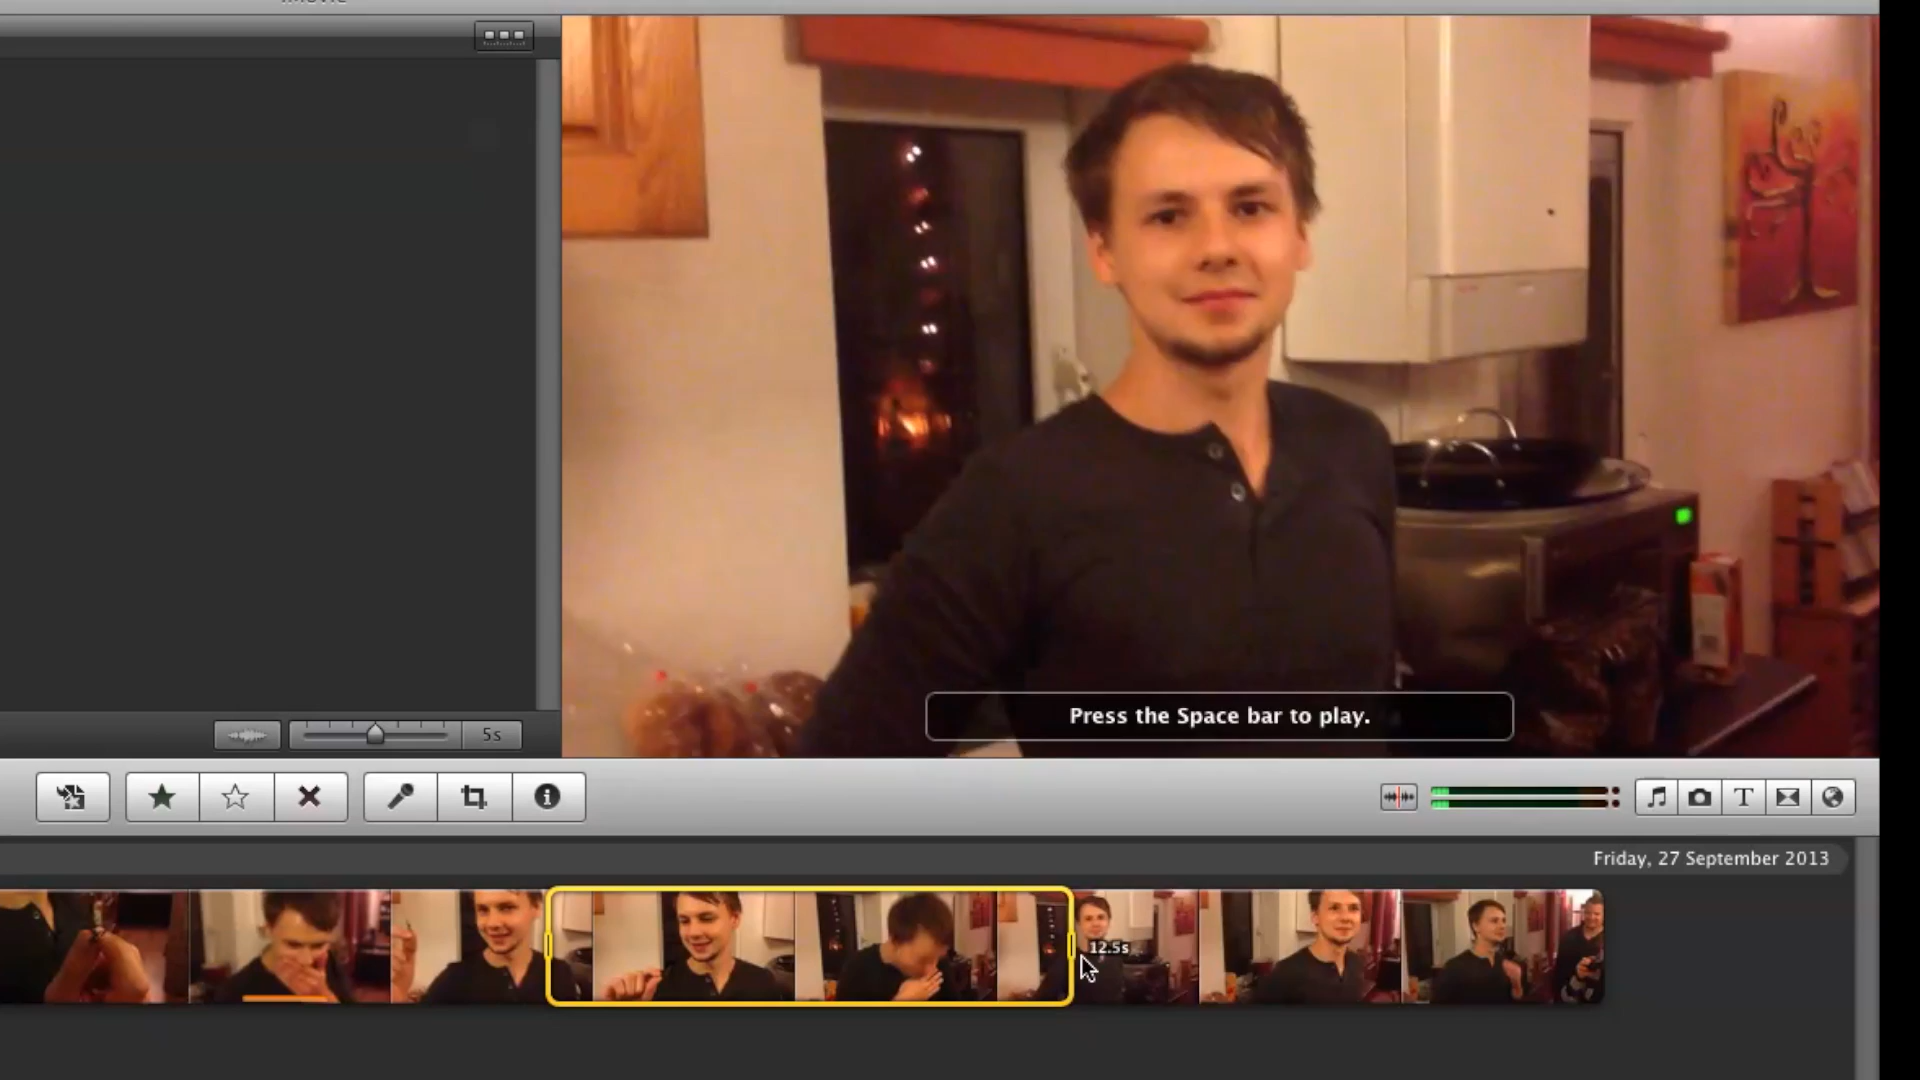 Press the Space bar to play.
5s
T
Friday, 27 September 2013
12.5s